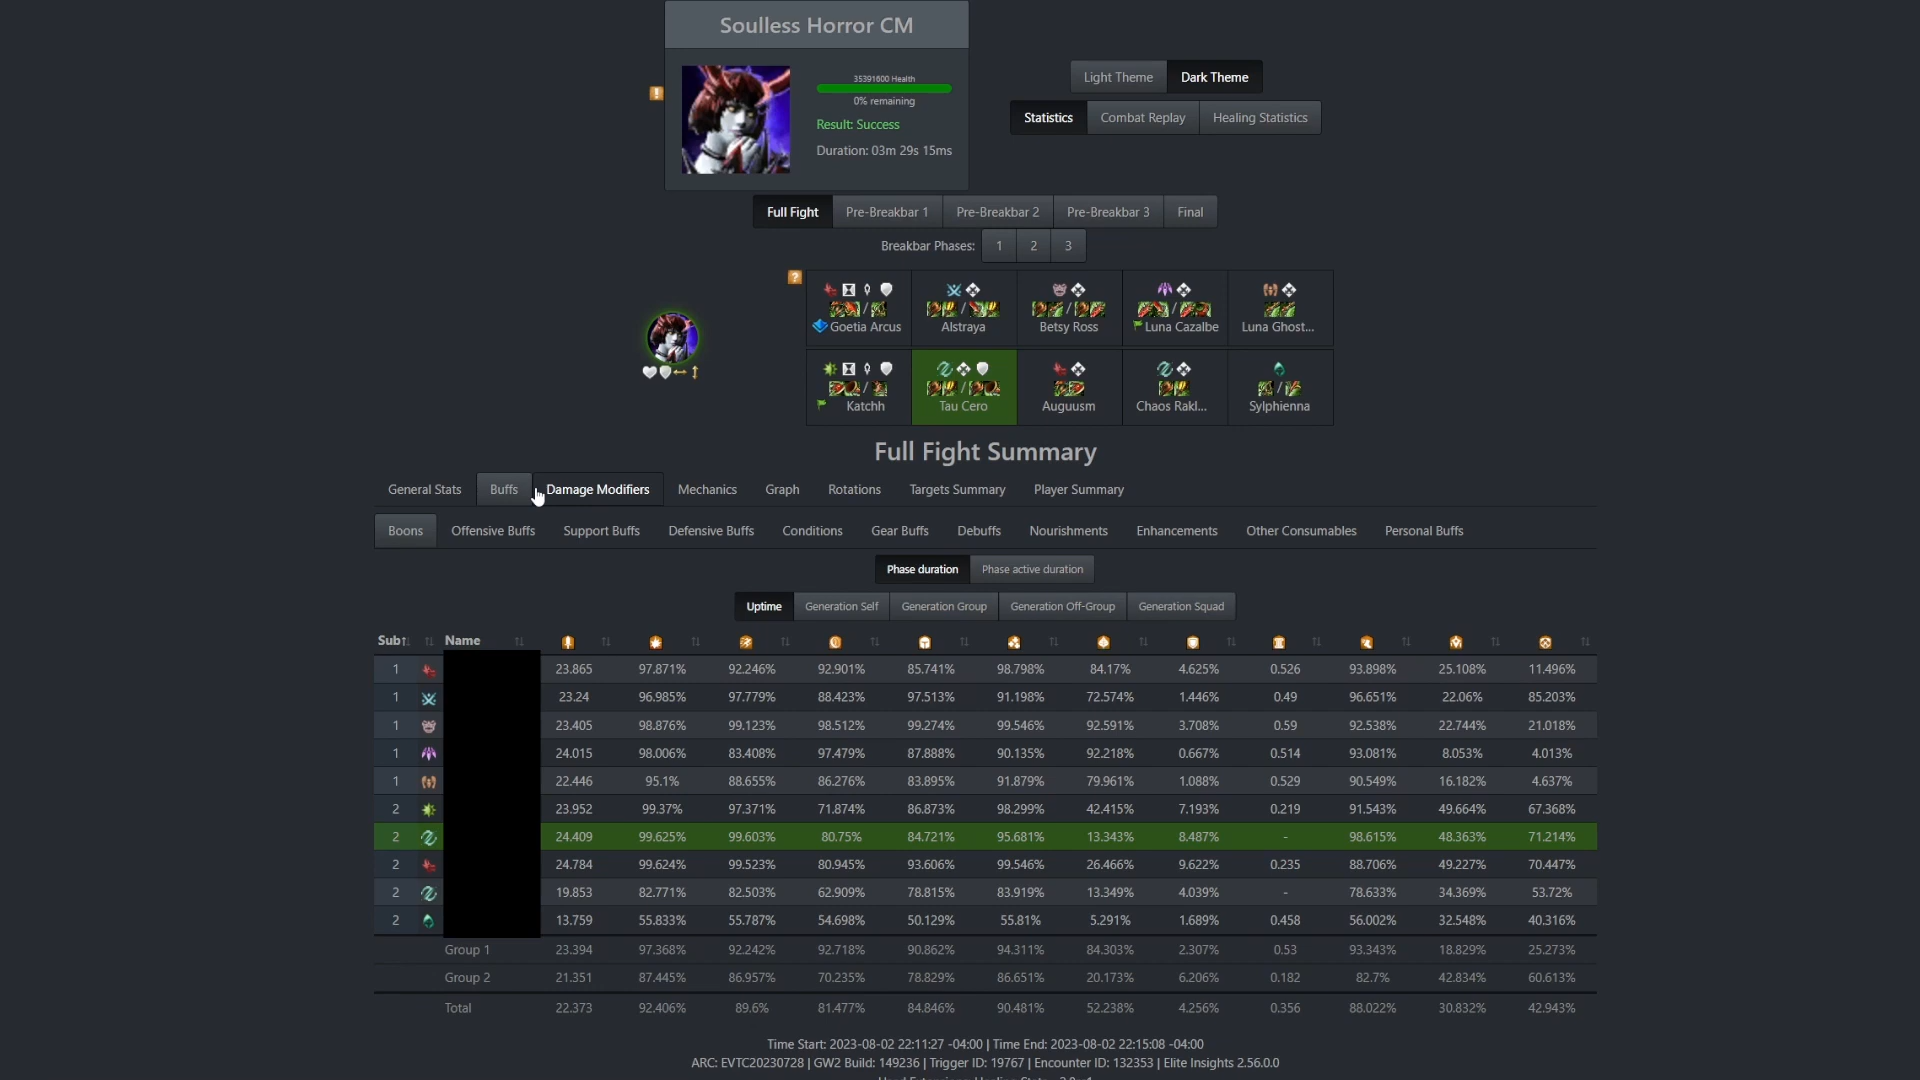 Soulless Horror CM
35391600 Health
0% remaining
Result: Success
Duration: 03m 29s 15ms
Light Theme Dark Theme
Statistics Combat Replay Healing Statistics
Full Fight Pre-Breakbar 1 Pre-Breakbar 2 Pre-Breakbar 3 Final
Breakbar Phases: 1 2 3
Goetia Arcus Alstraya Betsy Ross Luna Cazalbe Luna Ghost...
Katchh Tau Cero Auguusm Chaos Rakl... Sylphienna
Full Fight Summary
General Stats Buffs Damage Modifiers Mechanics Graph Rotations Targets Summary Player Summary
Boons Offensive Buffs Support Buffs Defensive Buffs Conditions Gear Buffs Debuffs Nourishments Enhancements Other Consumables Personal Buffs
Phase duration Phase active duration
Uptime Generation Self Generation Group Generation Off-Group Generation Squad
Sub Name
1 23.865 97.871% 92.246% 92.901% 85.741% 98.798% 84.17% 4.625% 0.526 93.898% 25.108% 11.496%
1 23.24 96.985% 97.779% 88.423% 97.513% 91.198% 72.574% 1.446% 0.49 96.651% 22.06% 85.203%
1 23.405 98.876% 99.123% 98.512% 99.274% 99.546% 92.591% 3.708% 0.59 92.538% 22.744% 21.018%
1 24.015 98.006% 83.408% 97.479% 87.888% 90.135% 92.218% 0.667% 0.514 93.081% 8.053% 4.013%
1 22.446 95.1% 88.655% 86.276% 83.895% 91.879% 79.961% 1.088% 0.529 90.549% 16.182% 4.637%
2 23.952 99.37% 97.371% 71.874% 86.873% 98.299% 42.415% 7.193% 0.219 91.543% 49.664% 67.368%
2 24.409 99.625% 99.603% 80.75% 84.721% 95.681% 13.343% 8.487% - 98.615% 48.363% 71.214%
2 24.784 99.624% 99.523% 80.945% 93.606% 99.546% 26.466% 9.622% 0.235 88.706% 49.227% 70.447%
2 19.853 82.771% 82.503% 62.909% 78.815% 83.919% 13.349% 4.039% - 78.633% 34.369% 53.72%
2 13.759 55.833% 55.787% 54.698% 50.129% 55.81% 5.291% 1.689% 0.458 56.002% 32.548% 40.316%
Group 1 23.394 97.368% 92.242% 92.718% 90.862% 94.311% 84.303% 2.307% 0.53 93.343% 18.829% 25.273%
Group 2 21.351 87.445% 86.957% 70.235% 78.829% 86.651% 20.173% 6.206% 0.182 82.7% 42.834% 60.613%
Total 22.373 92.406% 89.6% 81.477% 84.846% 90.481% 52.238% 4.256% 0.356 88.022% 30.832% 42.943%
Time Start: 2023-08-02 22:11:27 -04:00 | Time End: 2023-08-02 22:15:08 -04:00
ARC: EVTC20230728 | GW2 Build: 149236 | Trigger ID: 19767 | Encounter ID: 132353 | Elite Insights 2.56.0.0